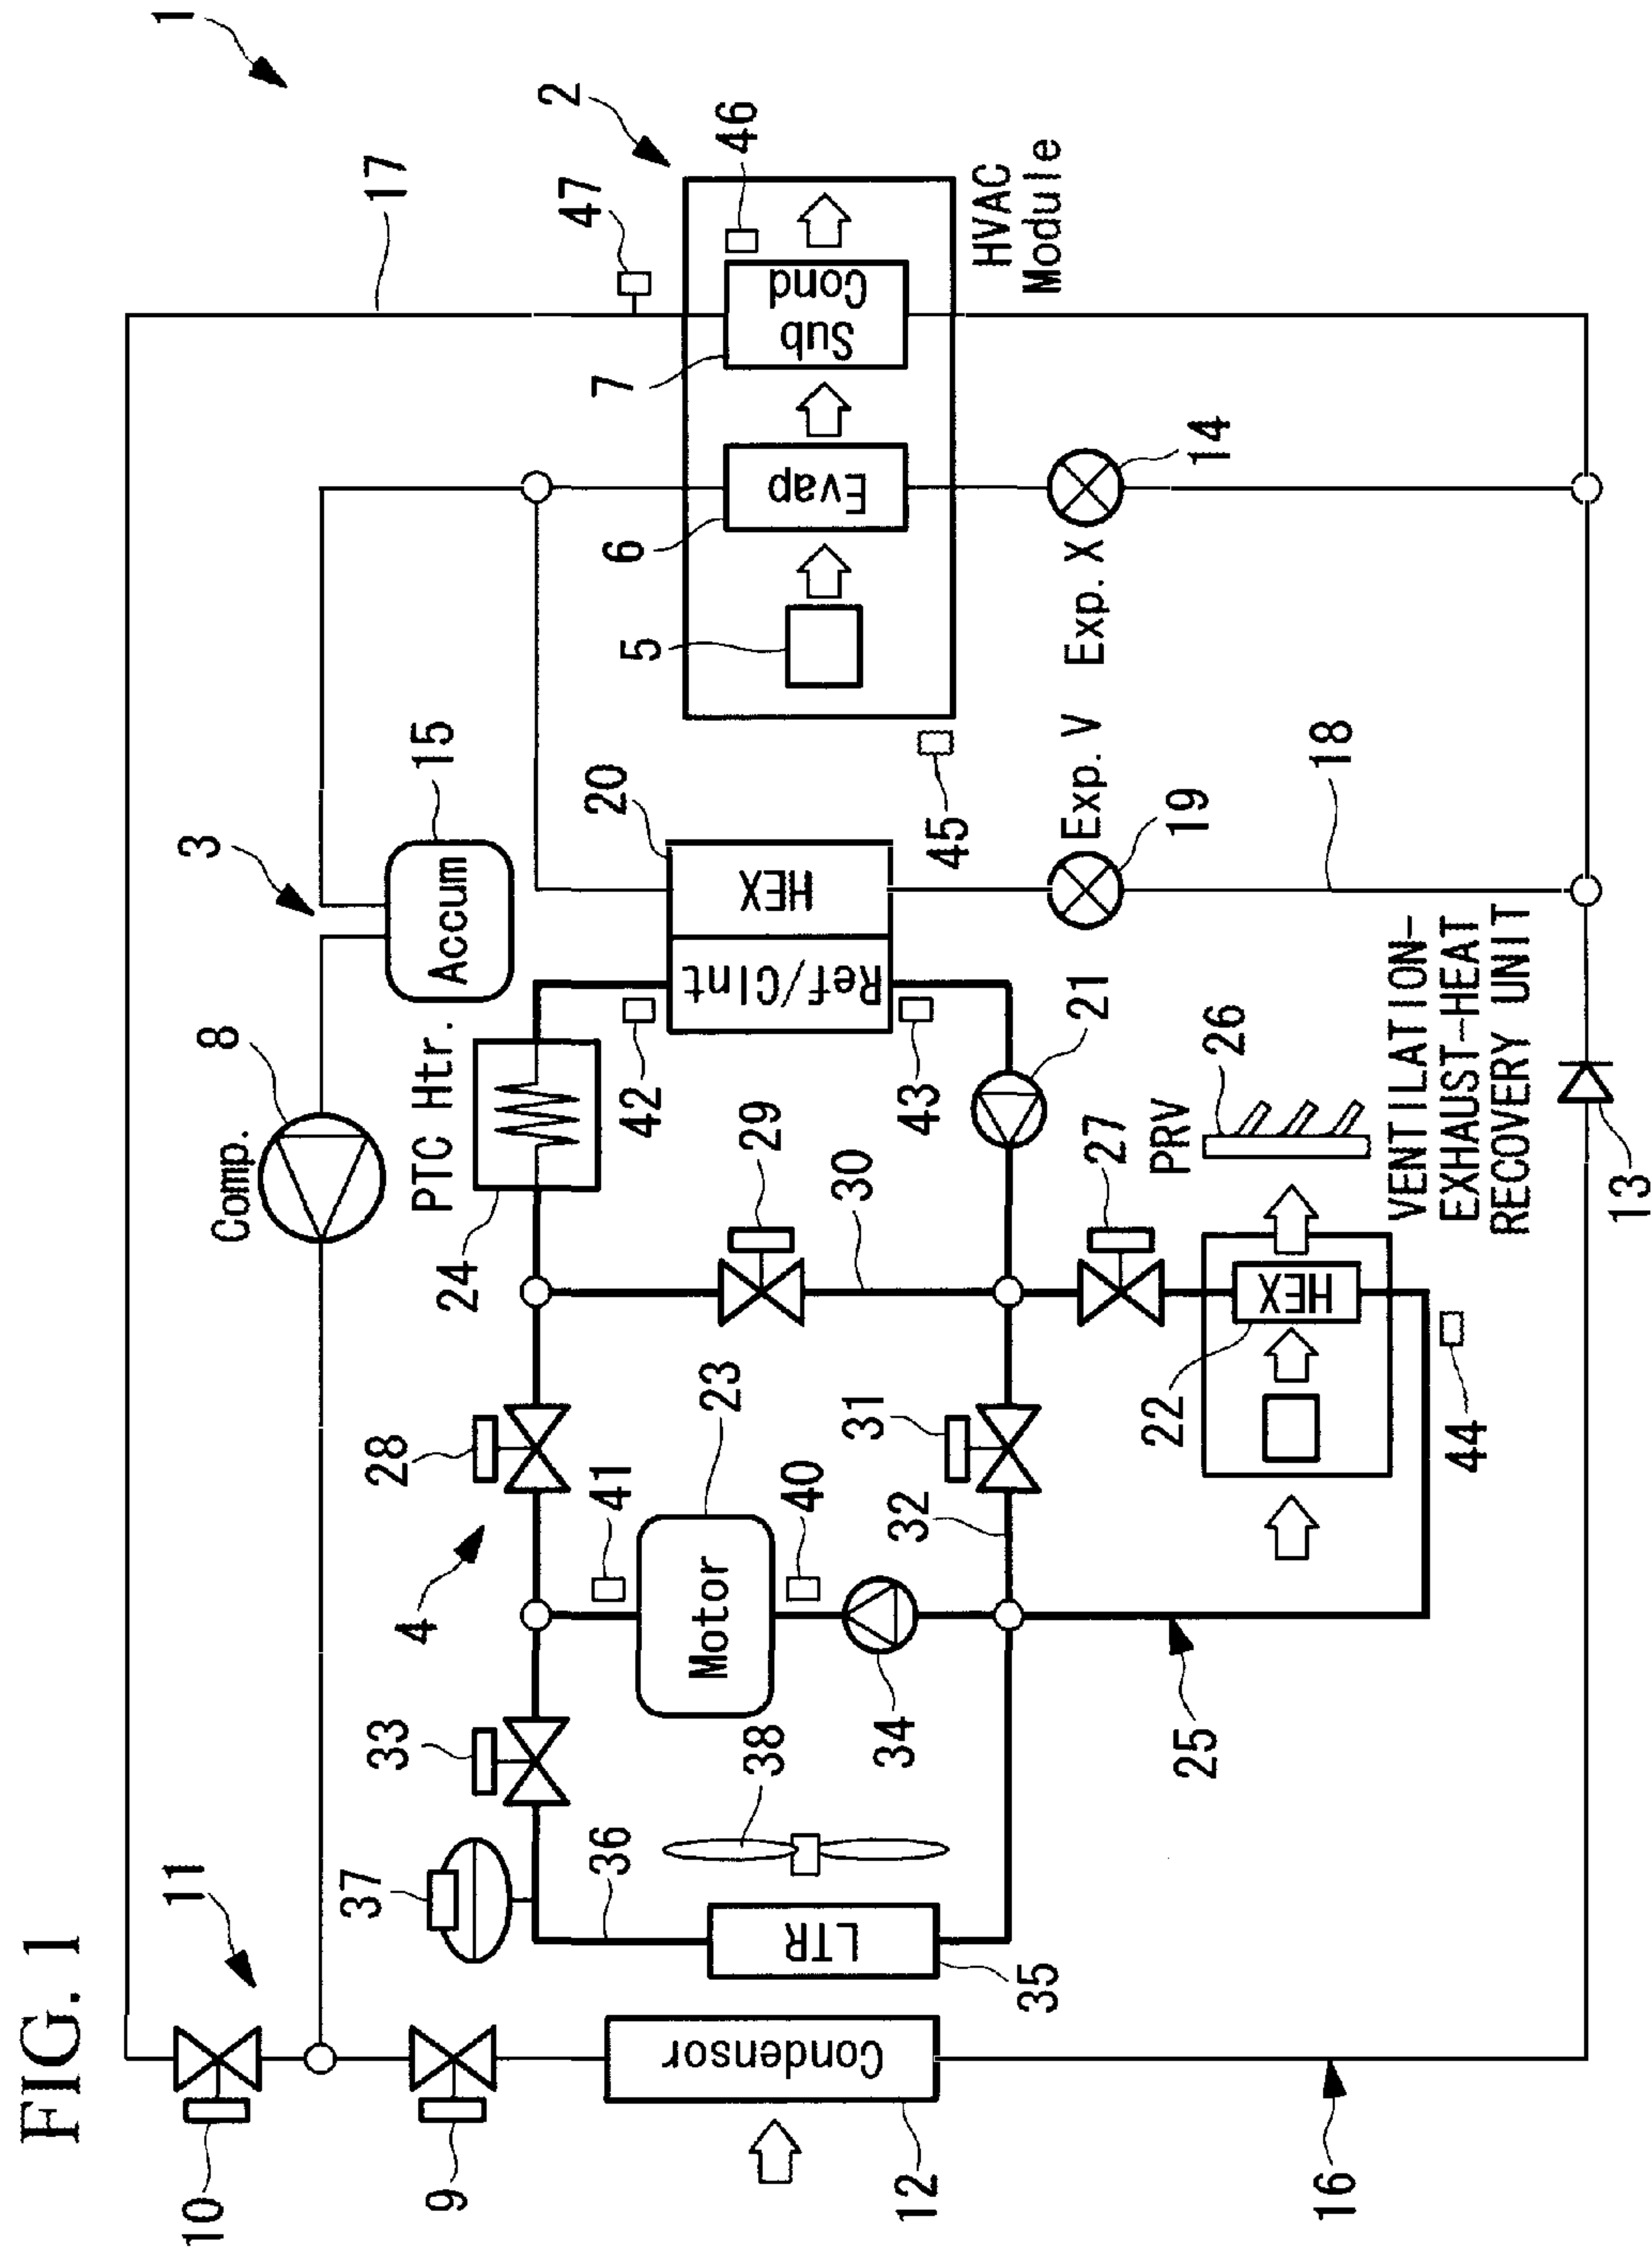 FIG. 1
1
11
10
9
12
16
17
3
8
Comp.
15
Accum
PTC Htr.
24
37
33
36
LTR
35
38
Condensor
4
28
41
23
Motor
40
34
25
29
30
31
32
42
43
20
HEX
Ref/Clnt
21
27
PRV
26
22
HEX
44
VENTILATION-
EXHAUST-HEAT
RECOVERY UNIT
13
2
46
47
7
Sub
Cond
6
Evap
5
HVAC
Module
45
Exp. V
19
18
Exp. X
14